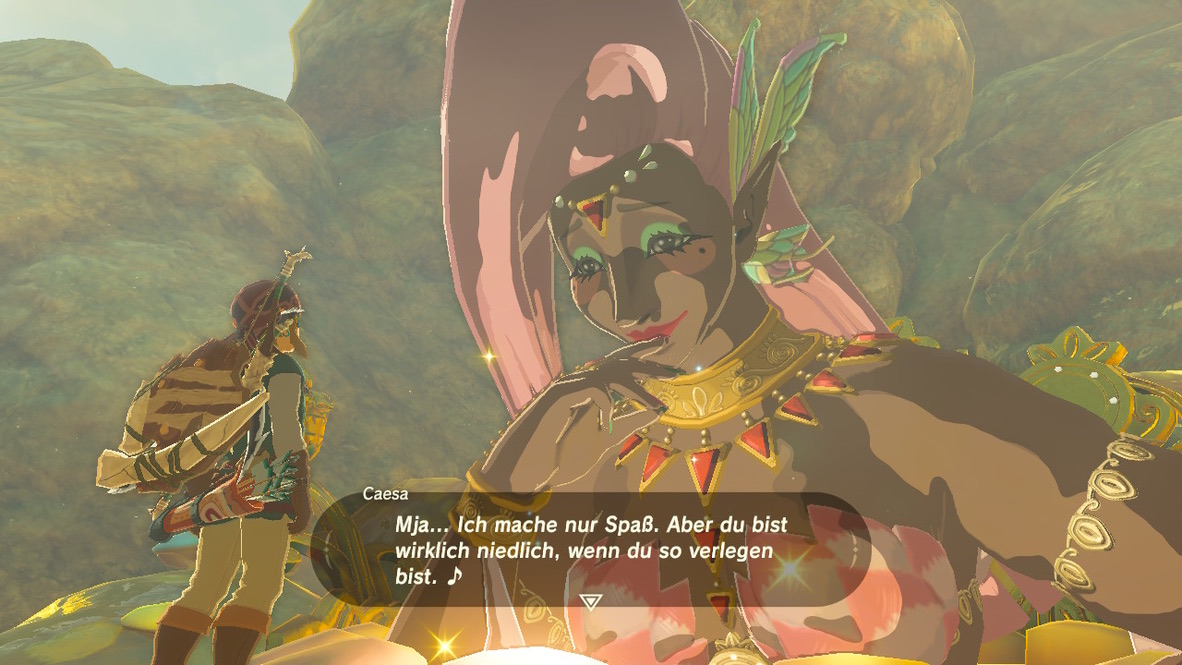 Caesa
Mja... Ich mache nur Spaß. Aber du bist
wirklich niedlich, wenn du so verlegen
bist. ♪